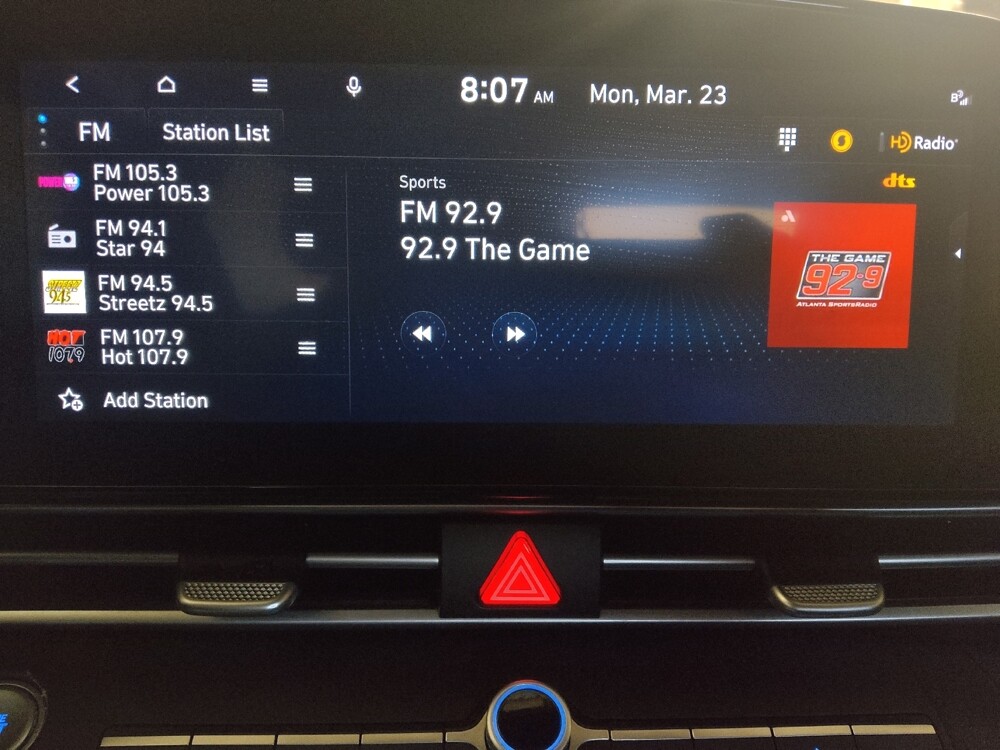 8:07 AM Mon, Mar. 23
FM Station List
HD Radio
FM 105.3
Power 105.3
FM 94.1
Star 94
FM 94.5
Streetz 94.5
HOT
1079
FM 107.9
Hot 107.9
Add Station
Sports
FM 92.9
92.9 The Game
dts
THE GAME
92·9
ATLANTA SPORTSRADIO